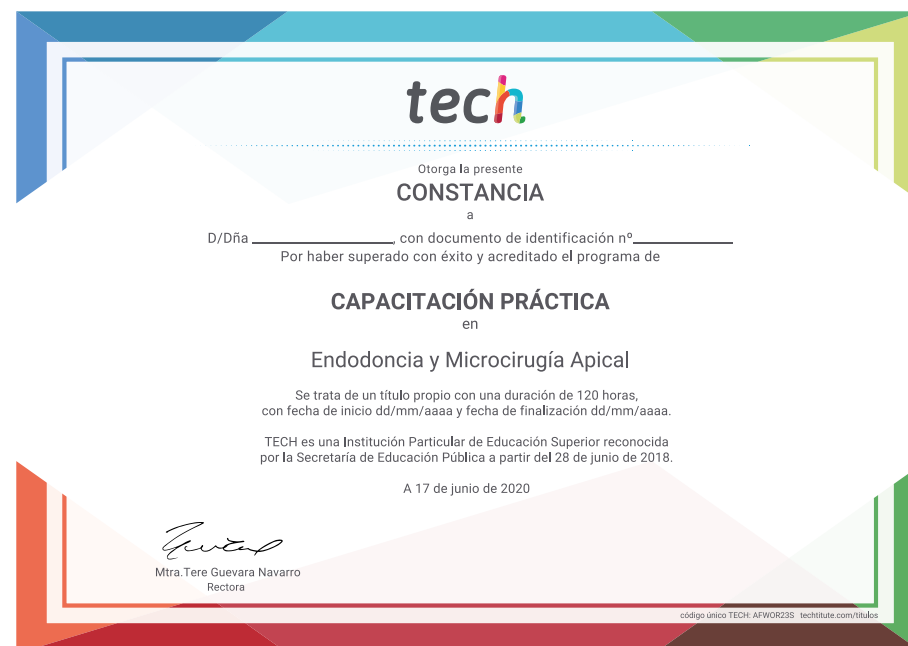 tech
Otorga la presente
CONSTANCIA
a
D/Dña ____________________, con documento de identificación nº______________
Por haber superado con éxito y acreditado el programa de
CAPACITACIÓN PRÁCTICA
en
Endodoncia y Microcirugía Apical
Se trata de un título propio con una duración de 120 horas,
con fecha de inicio dd/mm/aaaa y fecha de finalización dd/mm/aaaa.
TECH es una Institución Particular de Educación Superior reconocida
por la Secretaría de Educación Pública a partir del 28 de junio de 2018.
A 17 de junio de 2020
Mtra.Tere Guevara Navarro
Rectora
código único TECH: AFWOR23S techtitute.com/titulos